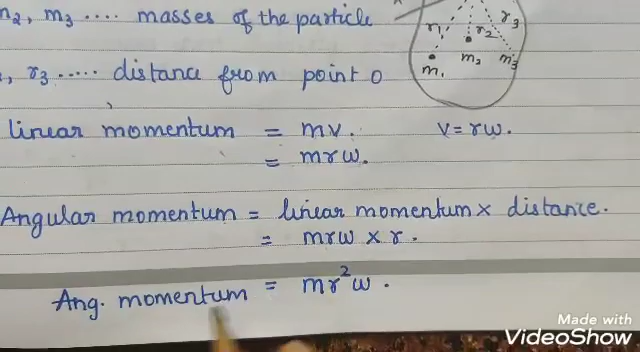 m₂, m₃ .... masses of the particle
r₃ ..... distanc from point O
r₁ r₂ r₃
m₁ m₂ m₃
linear momentum = mv. v=rω.
= mrω.
Angular momentum = linear momentum × distance.
= mrω × r.
Ang. momentum = mr²ω.
Made with
VideoShow